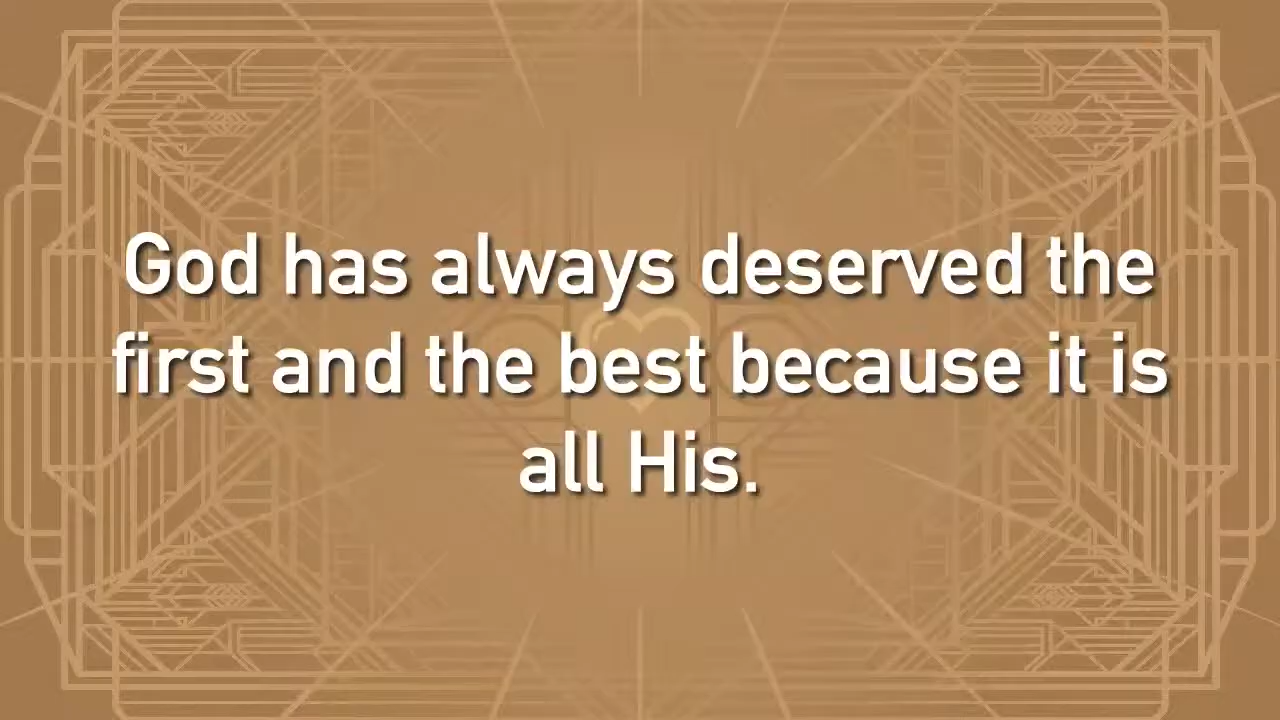 God has always deserved the
first and the best because it is
all His.